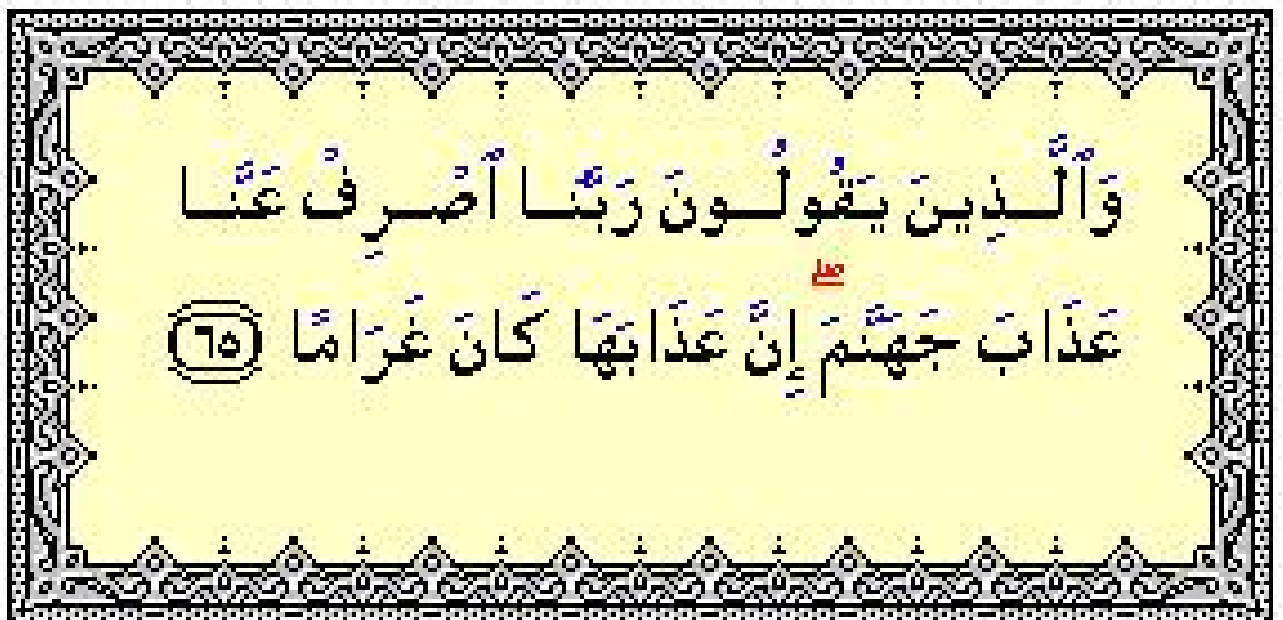 وَٱلَّذِينَ يَقُولُونَ رَبَّنَا ٱصْرِفْ عَنَّا
عَذَابَ جَهَنَّمَ ۖ إِنَّ عَذَابَهَا كَانَ غَرَامًا ٦٥